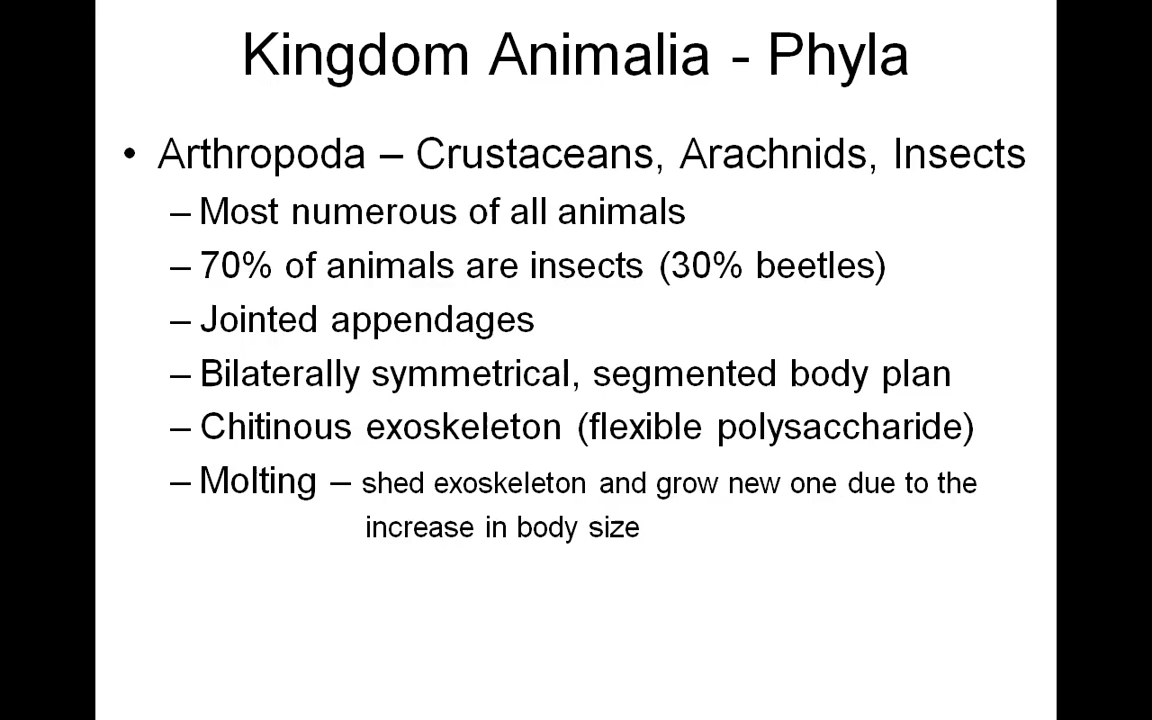 Kingdom Animalia - Phyla
• Arthropoda – Crustaceans, Arachnids, Insects
– Most numerous of all animals
– 70% of animals are insects (30% beetles)
– Jointed appendages
– Bilaterally symmetrical, segmented body plan
– Chitinous exoskeleton (flexible polysaccharide)
– Molting – shed exoskeleton and grow new one due to the
increase in body size